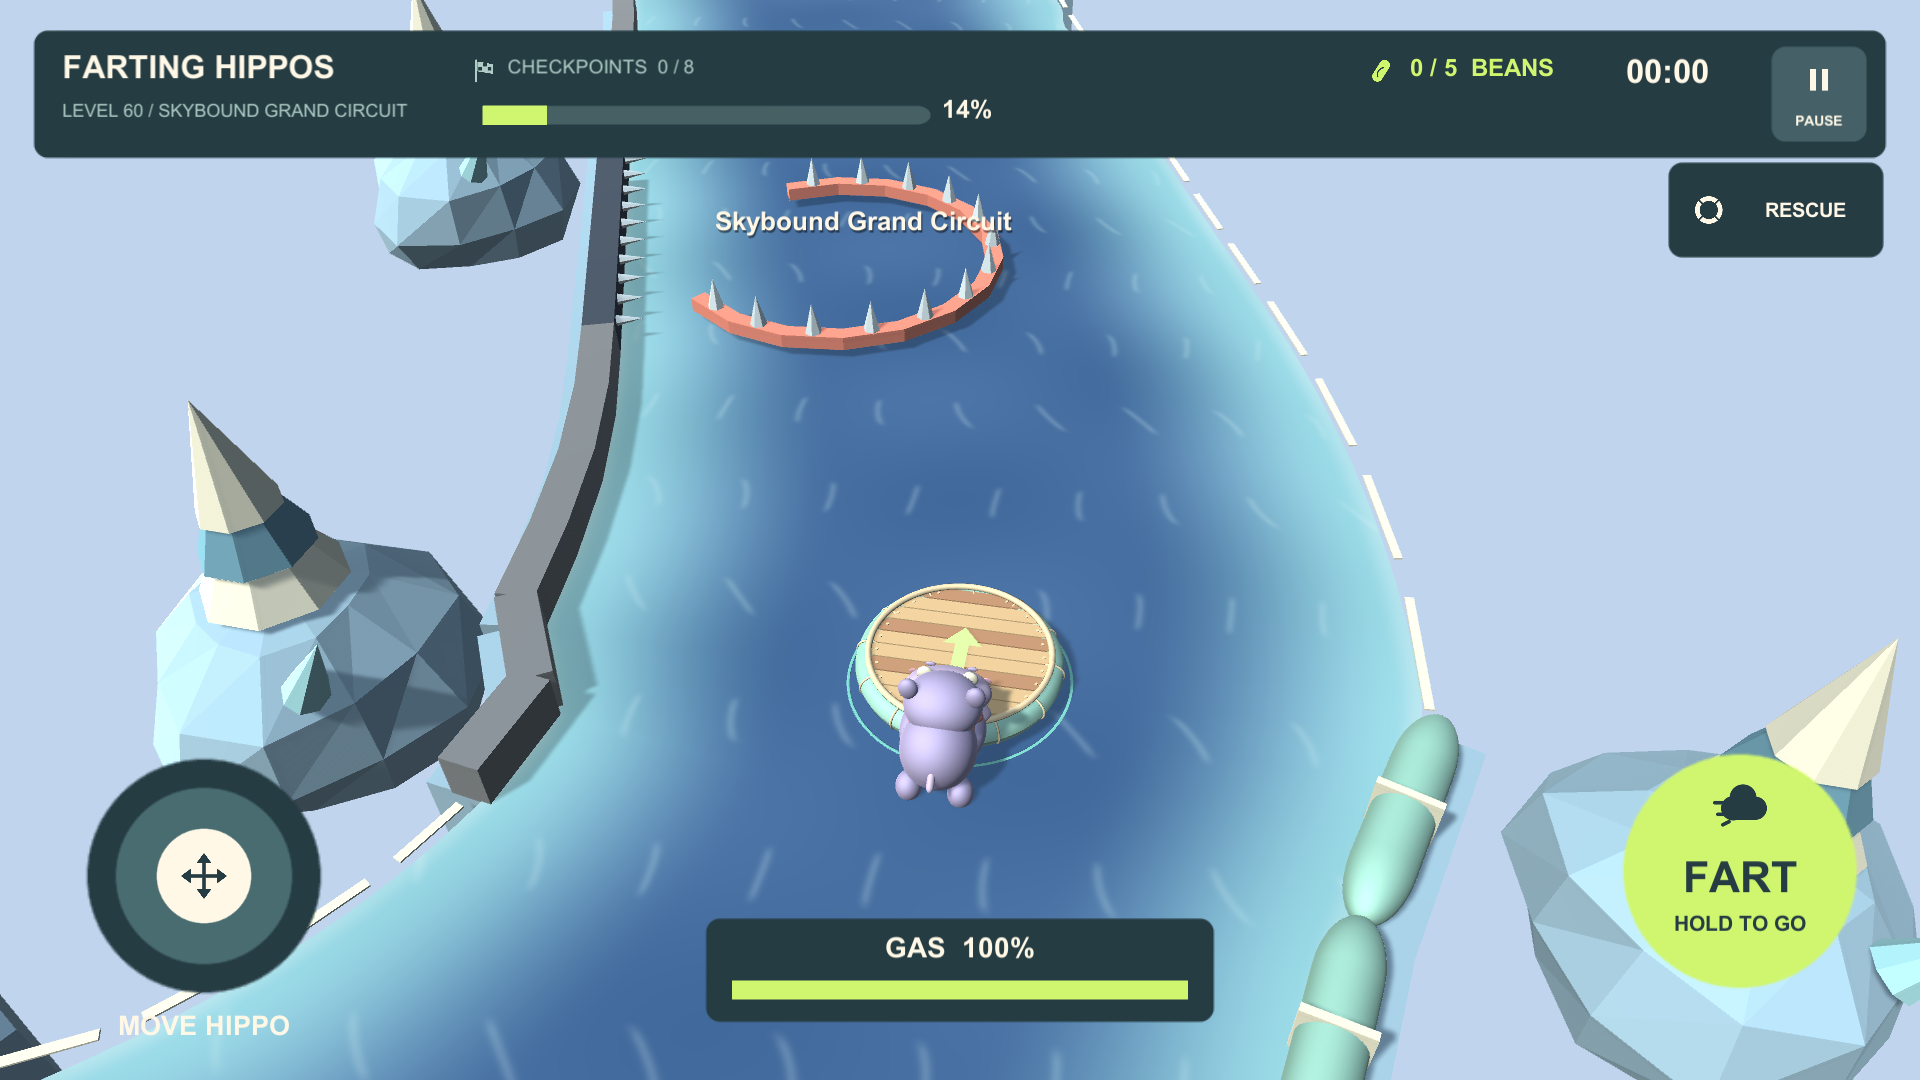 FARTING HIPPOS
LEVEL 60 / SKYBOUND GRAND CIRCUIT
CHECKPOINTS 0 / 8
14%
0 / 5 BEANS
00:00
PAUSE
RESCUE
Skybound Grand Circuit
FART
HOLD TO GO
GAS 100%
MOVE HIPPO